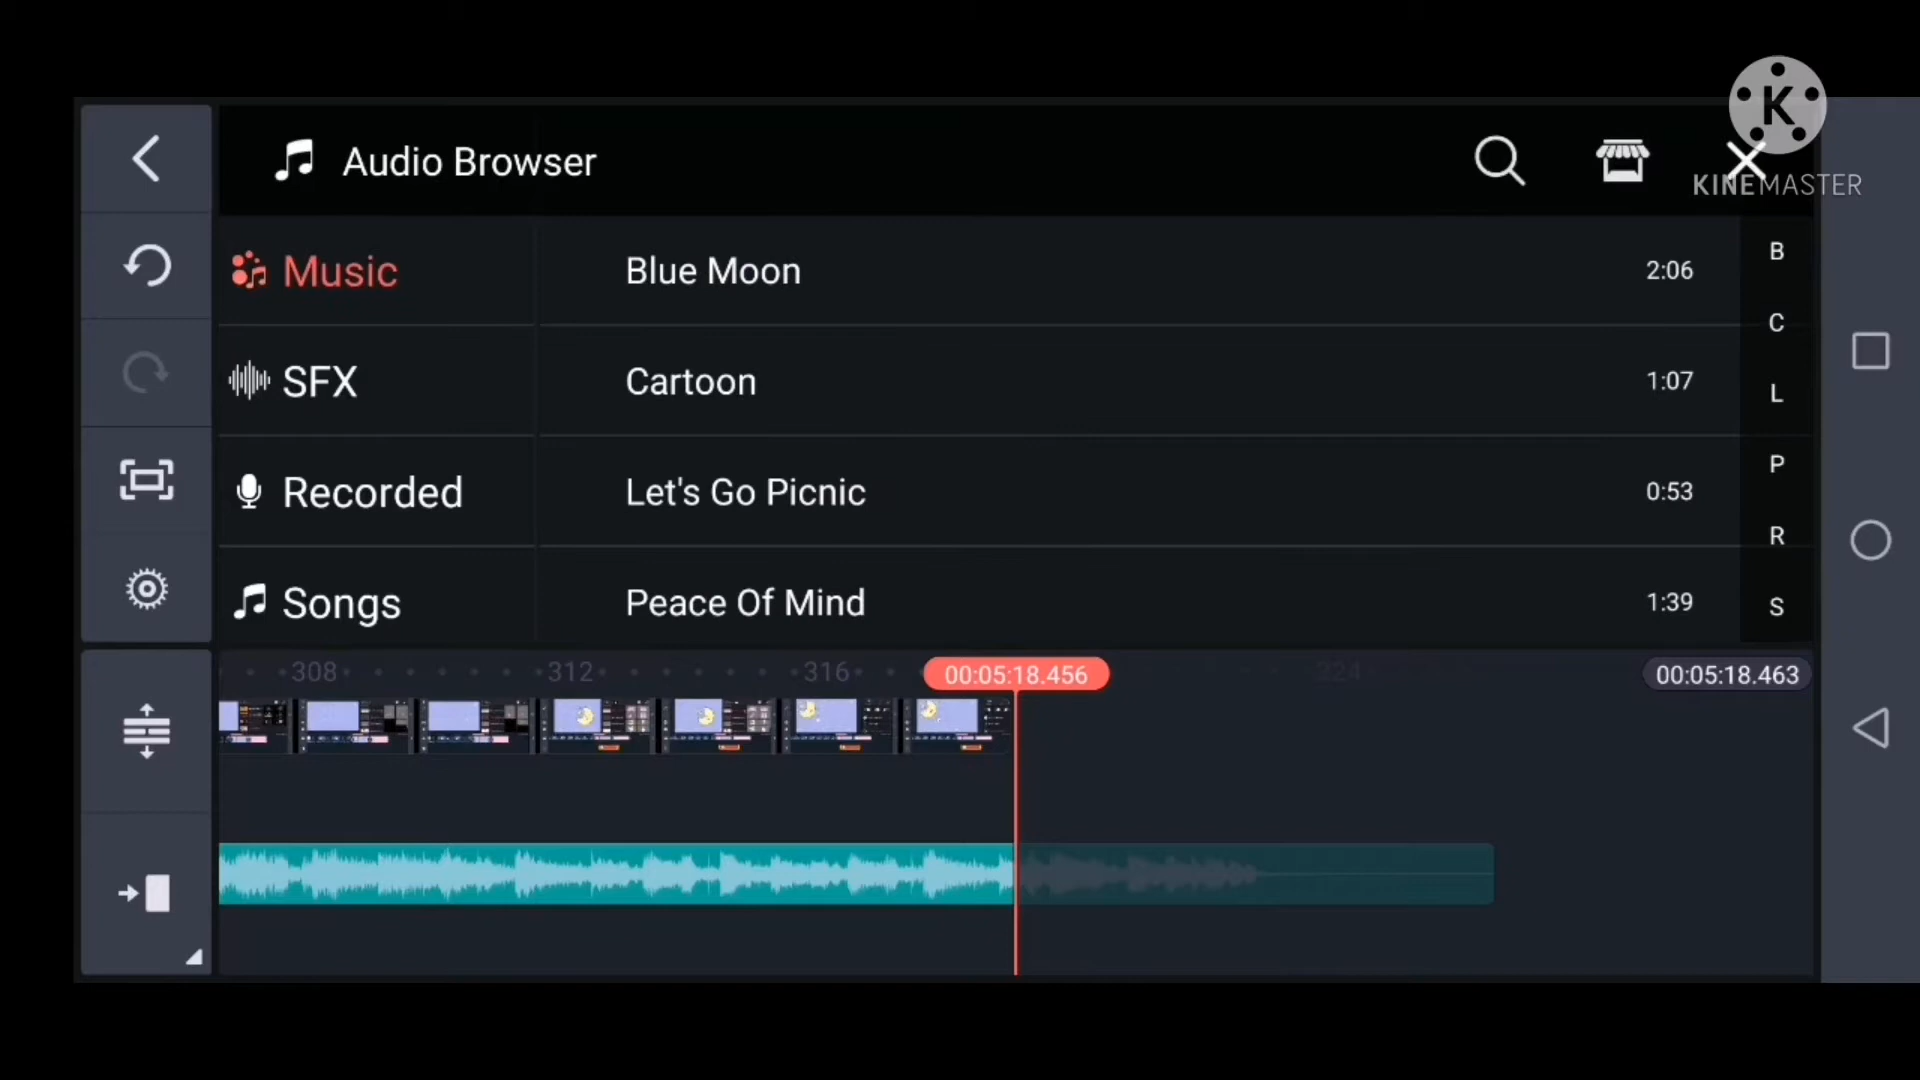 K
KINEMASTER
Audio Browser
Music
Blue Moon
2:06
SFX
Cartoon
1:07
Recorded
Let's Go Picnic
0:53
Songs
Peace Of Mind
1:39
B
C
L
P
R
S
308
312
316
00:05:18.456
324
00:05:18.463